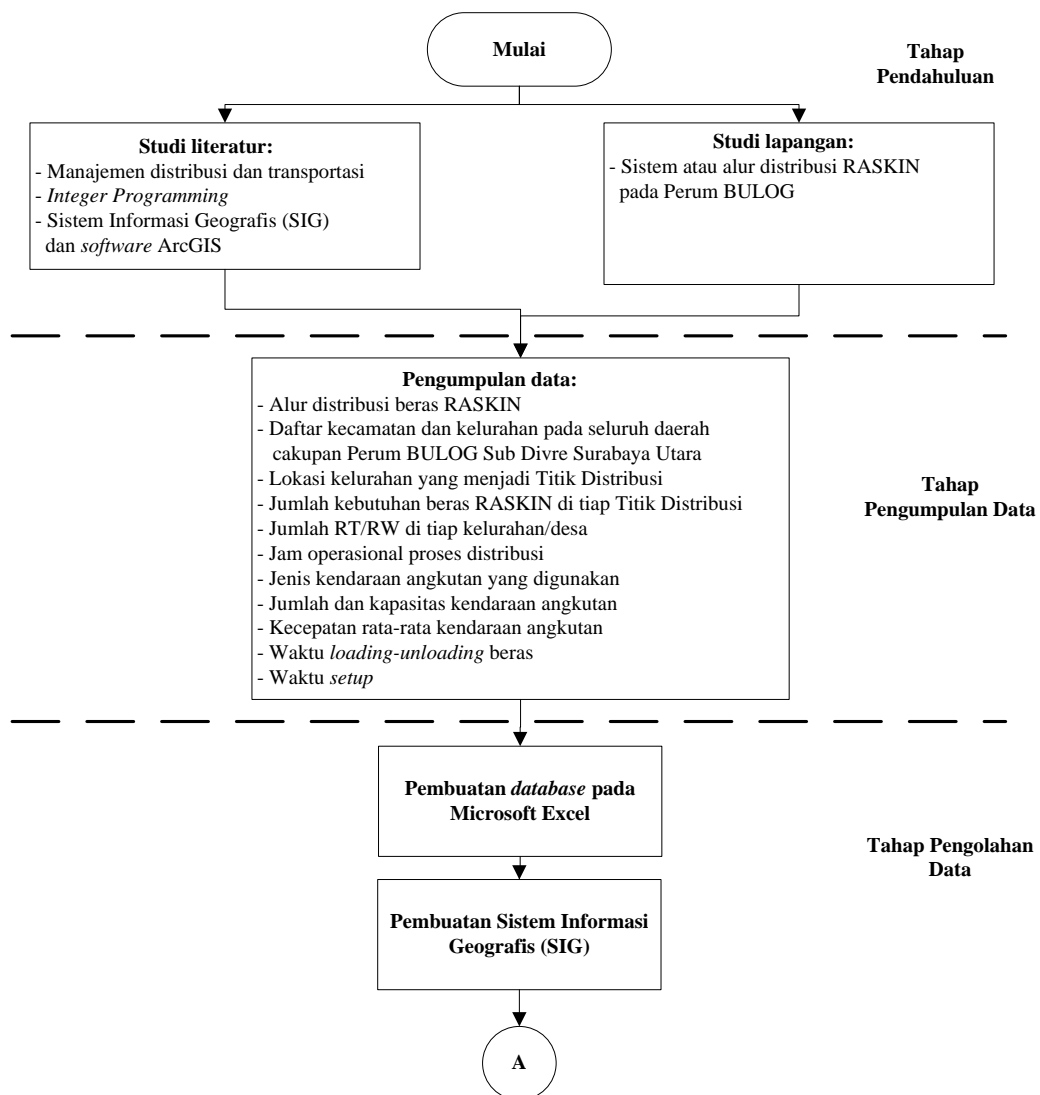 Mulai
Tahap
Pendahuluan
Studi literatur:
- Manajemen distribusi dan transportasi
- Integer Programming
- Sistem Informasi Geografis (SIG)
dan software ArcGIS
Studi lapangan:
- Sistem atau alur distribusi RASKIN
pada Perum BULOG
Pengumpulan data:
- Alur distribusi beras RASKIN
- Daftar kecamatan dan kelurahan pada seluruh daerah
cakupan Perum BULOG Sub Divre Surabaya Utara
- Lokasi kelurahan yang menjadi Titik Distribusi
- Jumlah kebutuhan beras RASKIN di tiap Titik Distribusi
- Jumlah RT/RW di tiap kelurahan/desa
- Jam operasional proses distribusi
- Jenis kendaraan angkutan yang digunakan
- Jumlah dan kapasitas kendaraan angkutan
- Kecepatan rata-rata kendaraan angkutan
- Waktu loading-unloading beras
- Waktu setup
Tahap
Pengumpulan Data
Pembuatan database pada
Microsoft Excel
Tahap Pengolahan
Data
Pembuatan Sistem Informasi
Geografis (SIG)
A